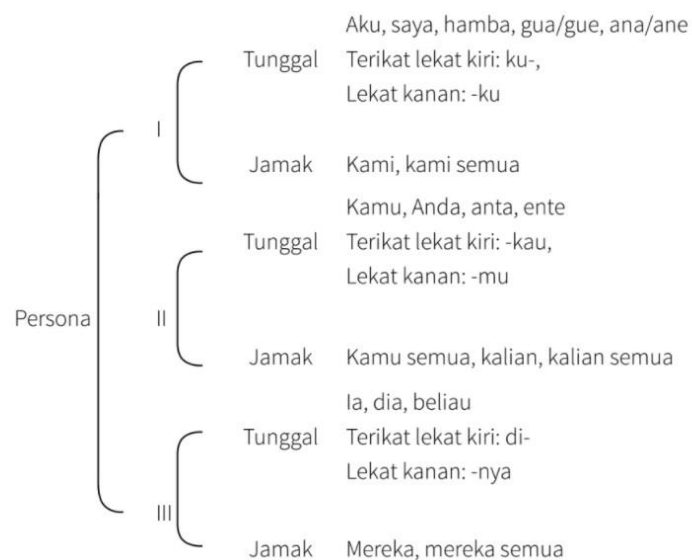 Aku, saya, hamba, gua/gue, ana/ane
Tunggal Terikat lekat kiri: ku-,
Lekat kanan: -ku
I
Jamak Kami, kami semua
Kamu, Anda, anta, ente
Tunggal Terikat lekat kiri: -kau,
Lekat kanan: -mu
Persona II
Jamak Kamu semua, kalian, kalian semua
Ia, dia, beliau
Tunggal Terikat lekat kiri: di-
Lekat kanan: -nya
III
Jamak Mereka, mereka semua